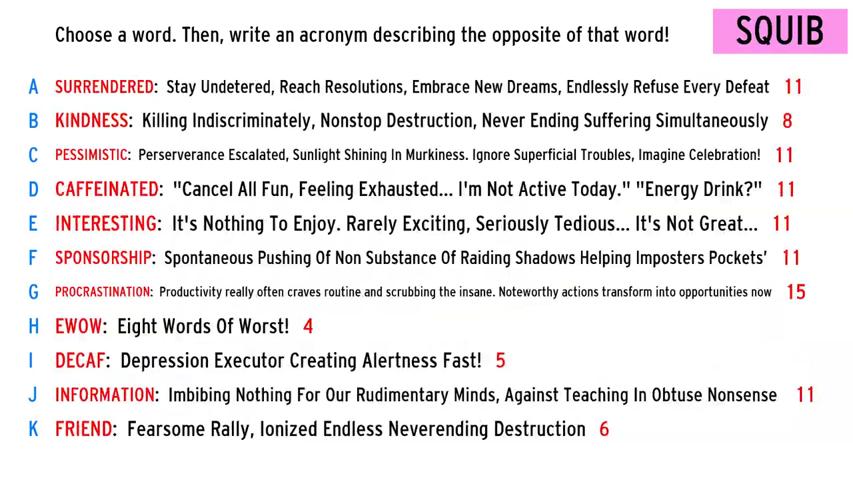 Choose a word. Then, write an acronym describing the opposite of that word!
SQUIB
A SURRENDERED: Stay Undetered, Reach Resolutions, Embrace New Dreams, Endlessly Refuse Every Defeat 11
B KINDNESS: Killing Indiscriminately, Nonstop Destruction, Never Ending Suffering Simultaneously 8
C PESSIMISTIC: Perserverance Escalated, Sunlight Shining In Murkiness. Ignore Superficial Troubles, Imagine Celebration! 11
D CAFFEINATED: "Cancel All Fun, Feeling Exhausted... I'm Not Active Today." "Energy Drink?" 11
E INTERESTING: It's Nothing To Enjoy. Rarely Exciting, Seriously Tedious... It's Not Great... 11
F SPONSORSHIP: Spontaneous Pushing Of Non Substance Of Raiding Shadows Helping Imposters Pockets' 11
G PROCRASTINATION: Productivity really often craves routine and scrubbing the insane. Noteworthy actions transform into opportunities now 15
H EWOW: Eight Words Of Worst! 4
I DECAF: Depression Executor Creating Alertness Fast! 5
J INFORMATION: Imbibing Nothing For Our Rudimentary Minds, Against Teaching In Obtuse Nonsense 11
K FRIEND: Fearsome Rally, Ionized Endless Neverending Destruction 6